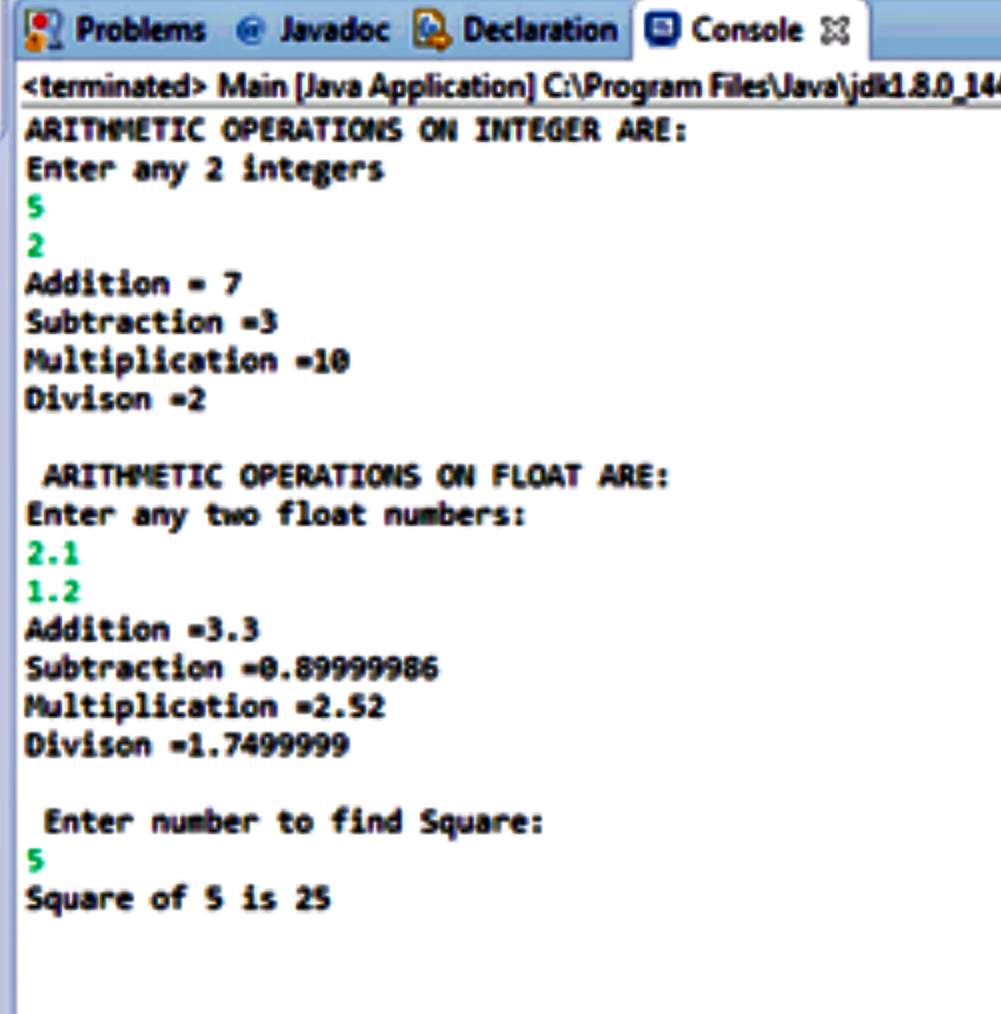 Problems @ Javadoc Declaration Console
<terminated> Main [Java Application] C:\Program Files\Java\jdk1.8.0_144
ARITHMETIC OPERATIONS ON INTEGER ARE:
Enter any 2 integers
5
2
Addition = 7
Subtraction =3
Multiplication =10
Divison =2
ARITHMETIC OPERATIONS ON FLOAT ARE:
Enter any two float numbers:
2.1
1.2
Addition =3.3
Subtraction =0.89999986
Multiplication =2.52
Divison =1.7499999
Enter number to find Square:
5
Square of 5 is 25